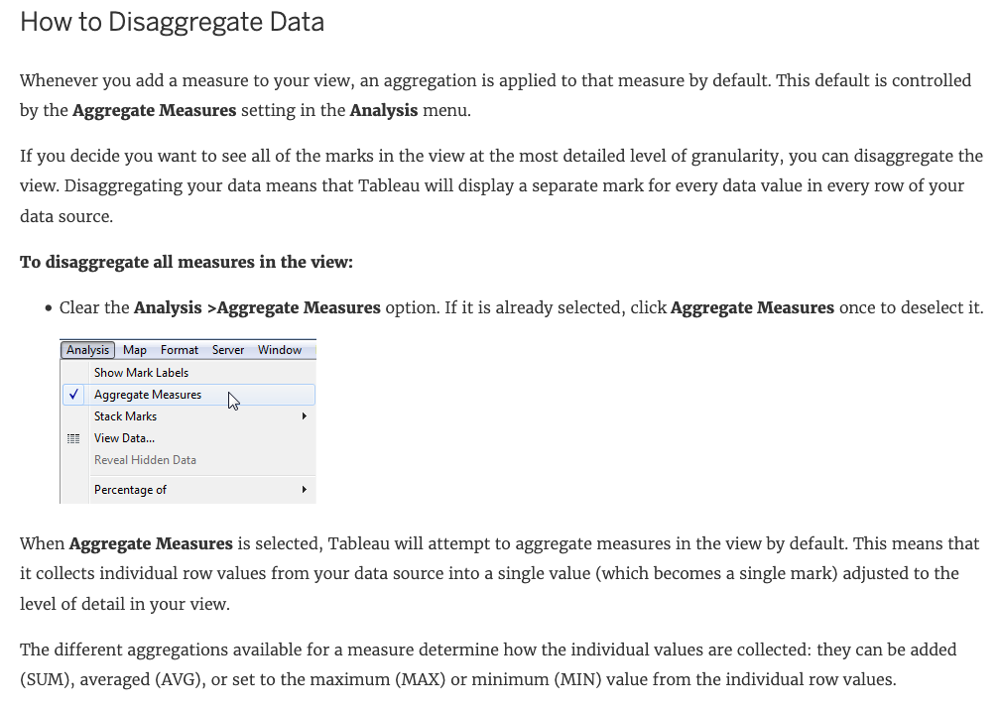 How to Disaggregate Data
Whenever you add a measure to your view, an aggregation is applied to that measure by default. This default is controlled
by the Aggregate Measures setting in the Analysis menu.
If you decide you want to see all of the marks in the view at the most detailed level of granularity, you can disaggregate the
view. Disaggregating your data means that Tableau will display a separate mark for every data value in every row of your
data source.
To disaggregate all measures in the view:
• Clear the Analysis >Aggregate Measures option. If it is already selected, click Aggregate Measures once to deselect it.
Analysis Map Format Server Window
Show Mark Labels
✓ Aggregate Measures
Stack Marks
View Data...
Reveal Hidden Data
Percentage of
When Aggregate Measures is selected, Tableau will attempt to aggregate measures in the view by default. This means that
it collects individual row values from your data source into a single value (which becomes a single mark) adjusted to the
level of detail in your view.
The different aggregations available for a measure determine how the individual values are collected: they can be added
(SUM), averaged (AVG), or set to the maximum (MAX) or minimum (MIN) value from the individual row values.